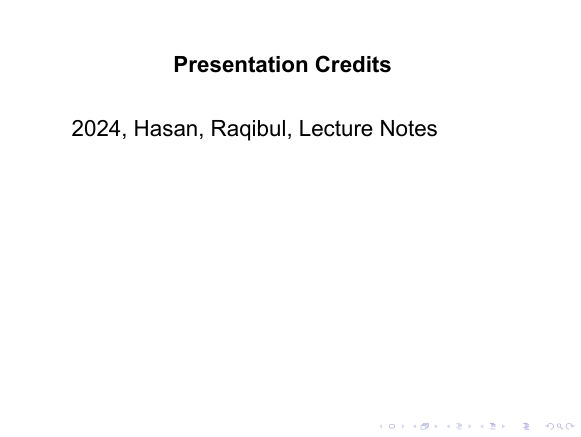 Presentation Credits
2024, Hasan, Raqibul, Lecture Notes